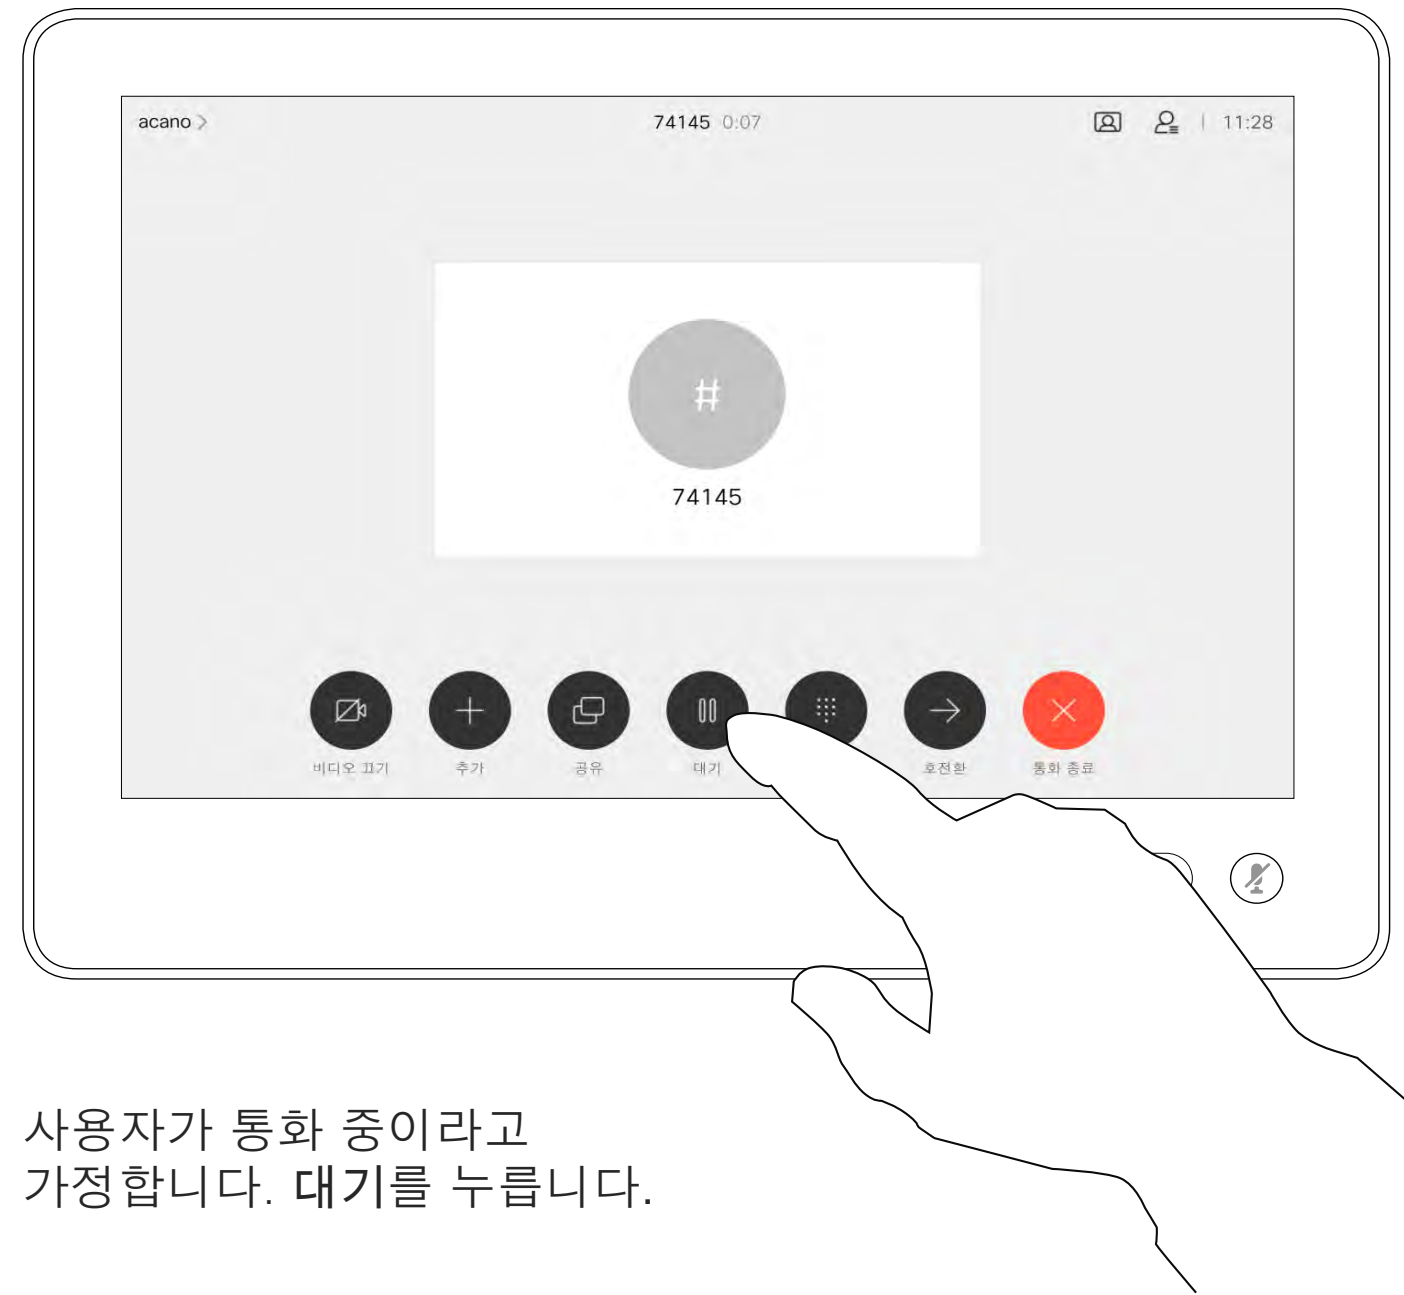 acano
74145 0:07
11:28
#
74145
비디오 끄기
추가
공유
대기
호전환
통화 종료
사용자가 통화 중이라고
가정합니다. 대기를 누릅니다.